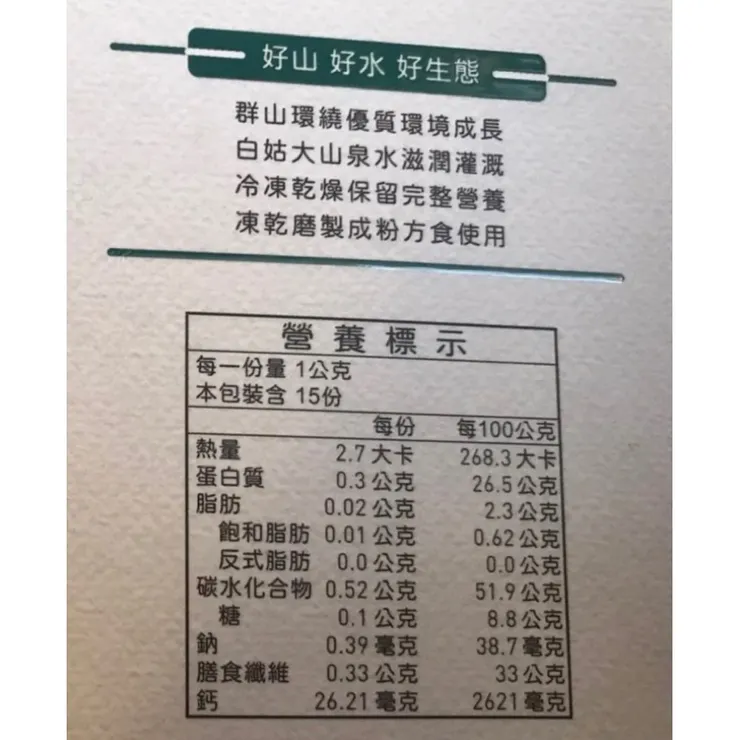 好山 好水 好生態
群山環繞優質環境成長
白姑大山泉水滋潤灌溉
冷凍乾燥保留完整營養
凍乾磨製成粉方食使用
營養標示
每一份量 1公克
本包裝含 15份
每份 每100公克
熱量 2.7 大卡 268.3 大卡
蛋白質 0.3 公克 26.5 公克
脂肪 0.02 公克 2.3 公克
飽和脂肪 0.01 公克 0.62 公克
反式脂肪 0.0 公克 0.0 公克
碳水化合物 0.52 公克 51.9 公克
糖 0.1 公克 8.8 公克
鈉 0.39 毫克 38.7 毫克
膳食纖維 0.33 公克 33 公克
鈣 26.21 毫克 2621 毫克